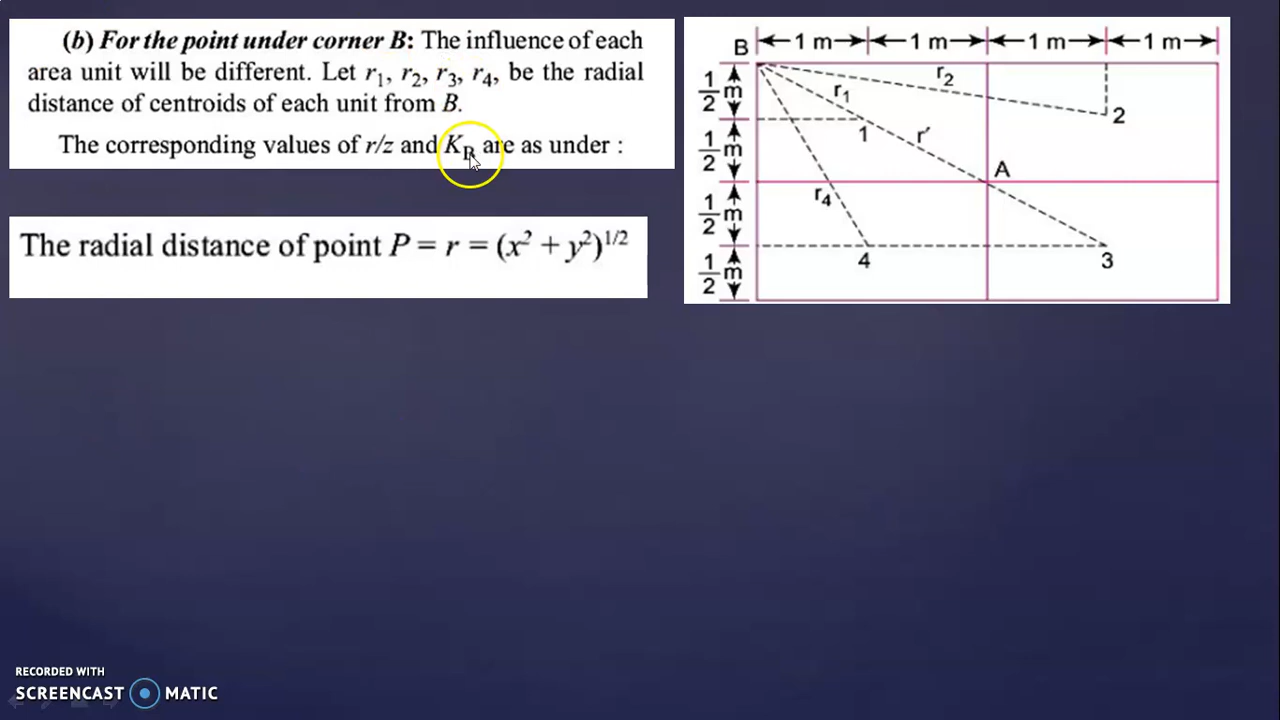 (b) For the point under corner B: The influence of each
area unit will be different. Let r₁, r₂, r₃, r₄, be the radial
distance of centroids of each unit from B.
The corresponding values of r/z and K_B are as under :
The radial distance of point P = r = (x² + y²)^1/2
B 1 m 1 m 1 m 1 m
1/2 m
1/2 m
1/2 m
1/2 m
r₂
r₁
2
1
r′
A
r₄
4
3
RECORDED WITH
SCREENCAST MATIC